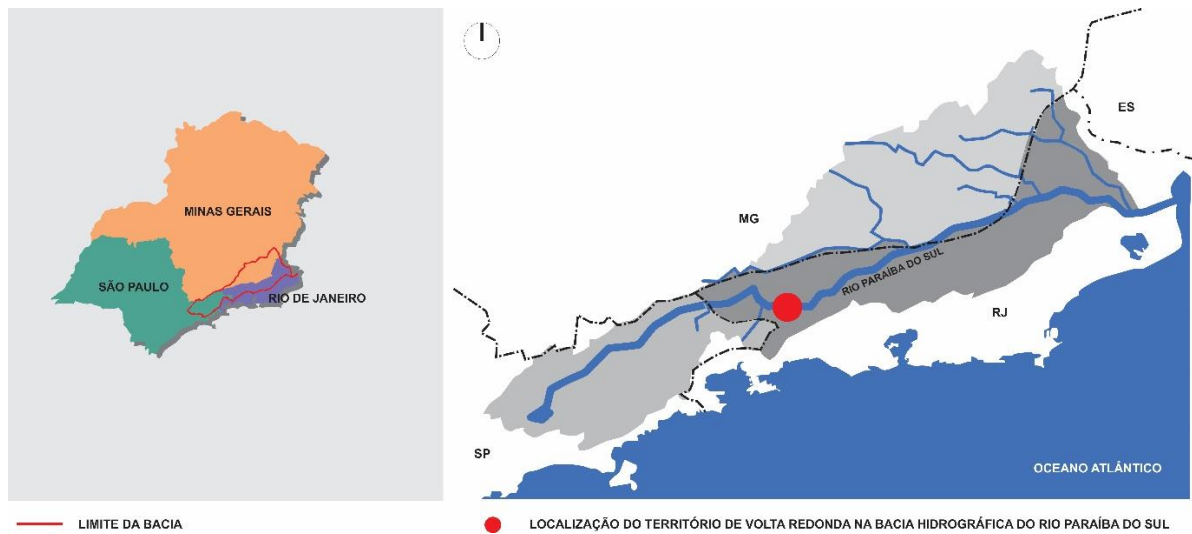 MINAS GERAIS
SÃO PAULO
RIO DE JANEIRO
LIMITE DA BACIA
ES
MG
RIO PARAÍBA DO SUL
RJ
SP
OCEANO ATLÂNTICO
LOCALIZAÇÃO DO TERRITÓRIO DE VOLTA REDONDA NA BACIA HIDROGRÁFICA DO RIO PARAÍBA DO SUL